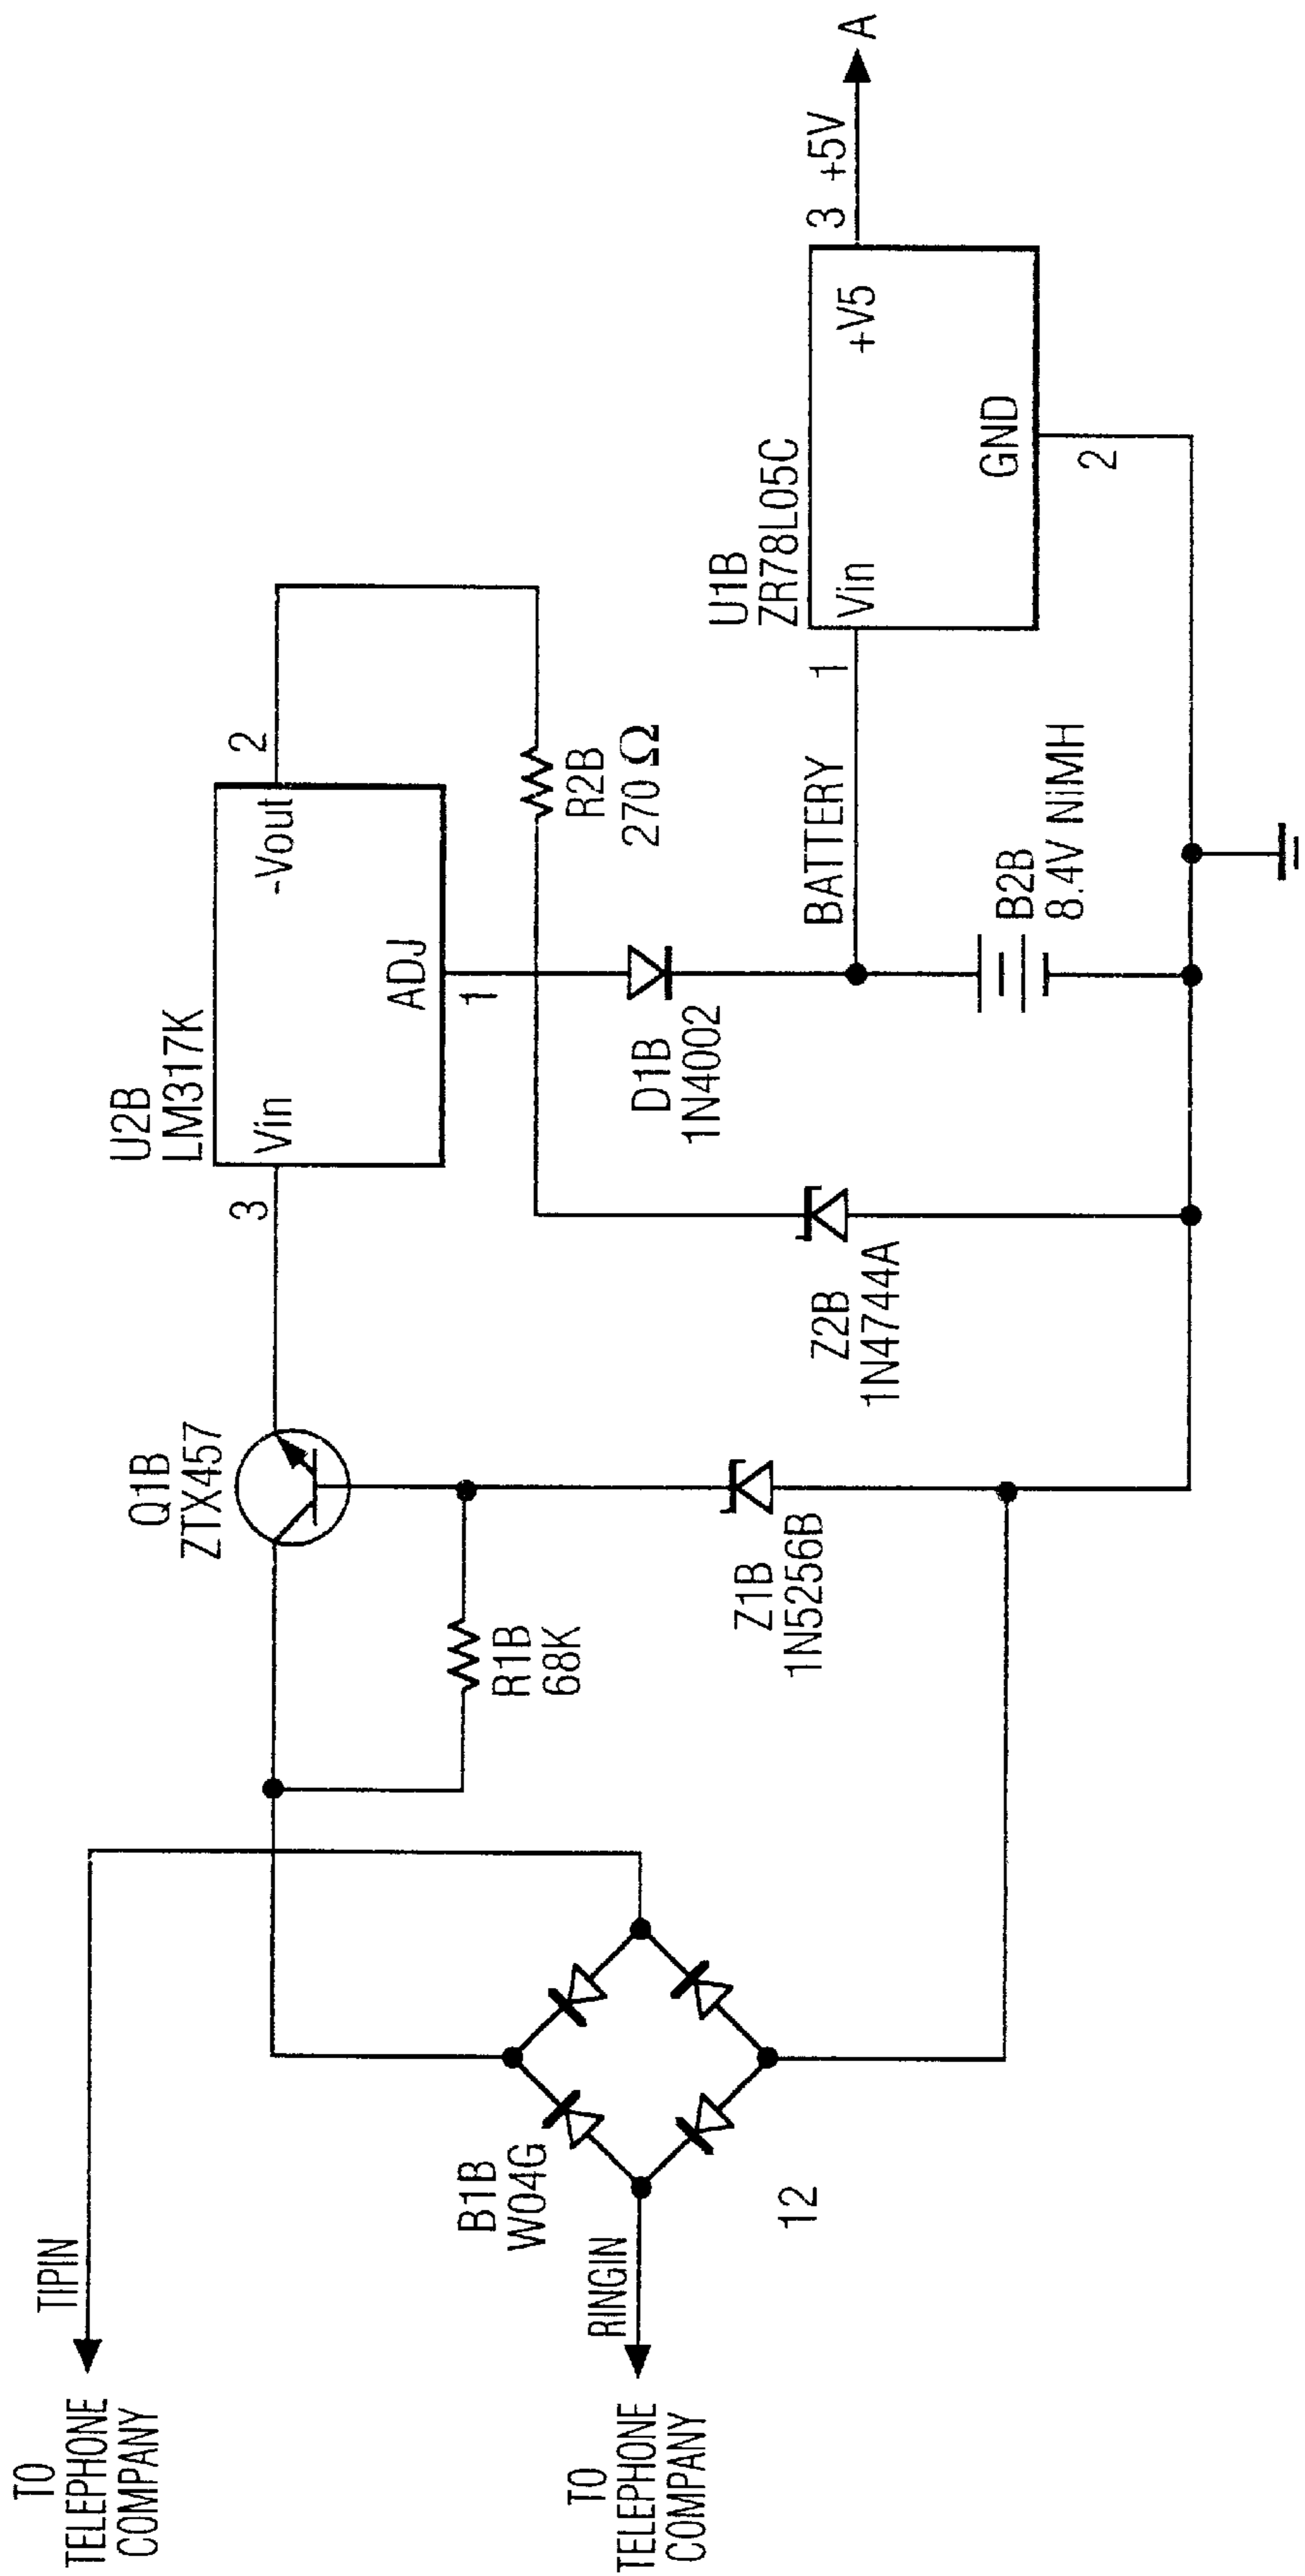 TO
TELEPHONE
COMPANY
TIPIN
TO
TELEPHONE
COMPANY
RINGIN
B1B
W04G
12
R1B
68K
Q1B
ZTX457
Z1B
1N5256B
3
U2B
LM317K
Vin
-Vout
ADJ
2
1
Z2B
1N4744A
D1B
1N4002
R2B
270 Ω
BATTERY
B2B
8.4V NiMH
1
U1B
ZR78L05C
Vin
+V5
GND
2
3
+5V
A